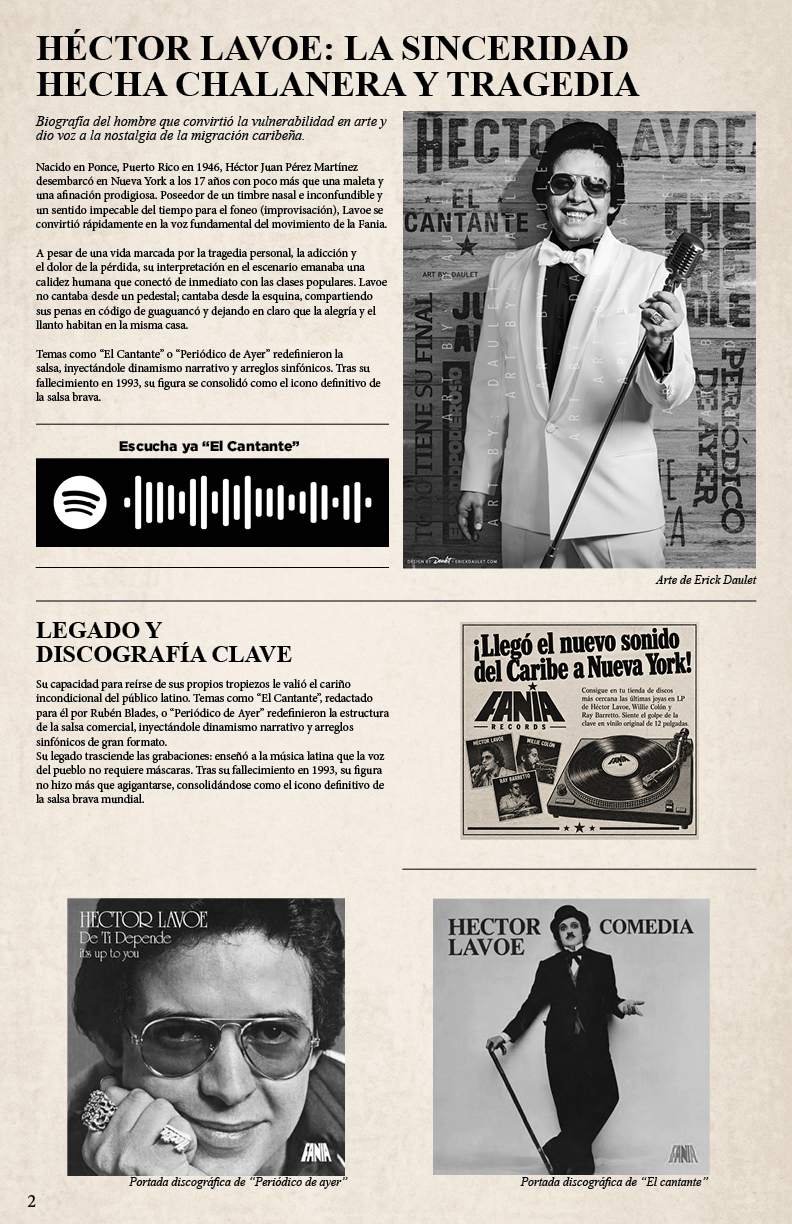 HÉCTOR LAVOE: LA SINCERIDAD
HECHA CHALANERA Y TRAGEDIA
Biografía del hombre que convirtió la vulnerabilidad en arte y
dio voz a la nostalgia de la migración caribeña.
Nacido en Ponce, Puerto Rico en 1946, Héctor Juan Pérez Martínez
desembarcó en Nueva York a los 17 años con poco más que una maleta y
una afinación prodigiosa. Poseedor de un timbre nasal e inconfundible y
un sentido impecable del tiempo para el foneo (improvisación), Lavoe se
convirtió rápidamente en la voz fundamental del movimiento de la Fania.
A pesar de una vida marcada por la tragedia personal, la adicción y
el dolor de la pérdida, su interpretación en el escenario emanaba una
calidez humana que conectó de inmediato con las clases populares. Lavoe
no cantaba desde un pedestal; cantaba desde la esquina, compartiendo
sus penas en código de guaguancó y dejando en claro que la alegría y el
llanto habitan en la misma casa.
Temas como “El Cantante” o “Periódico de Ayer” redefinieron la
salsa, inyectándole dinamismo narrativo y arreglos sinfónicos. Tras su
fallecimiento en 1993, su figura se consolidó como el icono definitivo de
la salsa brava.
Escucha ya “El Cantante”
HECTOR LAVOE
EL
CANTANTE
ART BY: DAULET
TODO TIENE SU FINAL
PERIÓDICO
DE AYER
DESIGN BY Daulet - ERICKDAULET.COM
Arte de Erick Daulet
LEGADO Y
DISCOGRAFÍA CLAVE
Su capacidad para reírse de sus propios tropiezos le valió el cariño
incondicional del público latino. Temas como “El Cantante”, redactado
para él por Rubén Blades, o “Periódico de Ayer” redefinieron la estructura
de la salsa comercial, inyectándole dinamismo narrativo y arreglos
sinfónicos de gran formato.
Su legado trasciende las grabaciones: enseñó a la música latina que la voz
del pueblo no requiere máscaras. Tras su fallecimiento en 1993, su figura
no hizo más que agigantarse, consolidándose como el icono definitivo de
la salsa brava mundial.
¡Llegó el nuevo sonido
del Caribe a Nueva York!
FANIA
RECORDS
Consigue en tu tienda de discos
más cercana las últimas joyas en LP
de Héctor Lavoe, Willie Colón y
Ray Barretto. Siente el golpe de la
clave en vinilo original de 12 pulgadas.
HÉCTOR LAVOE
WILLIE COLÓN
RAY BARRETTO
FANIA
HECTOR LAVOE
De Ti Depende
it's up to you
FANIA
Portada discográfica de “Periódico de ayer”
HECTOR
LAVOE
COMEDIA
FANIA
Portada discográfica de “El cantante”
2